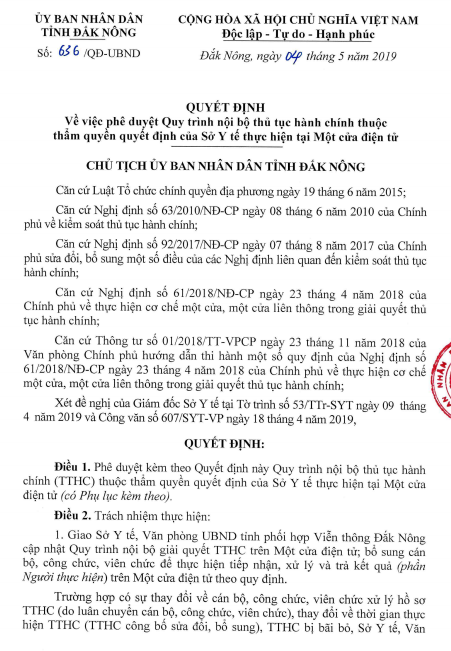 ỦY BAN NHÂN DÂN
TỈNH ĐẮK NÔNG
CỘNG HÒA XÃ HỘI CHỦ NGHĨA VIỆT NAM
Độc lập - Tự do - Hạnh phúc
Số: 636 /QĐ-UBND
Đắk Nông, ngày 04 tháng 5 năm 2019
QUYẾT ĐỊNH
Về việc phê duyệt Quy trình nội bộ thủ tục hành chính thuộc
thẩm quyền quyết định của Sở Y tế thực hiện tại Một cửa điện tử
CHỦ TỊCH ỦY BAN NHÂN DÂN TỈNH ĐẮK NÔNG
Căn cứ Luật Tổ chức chính quyền địa phương ngày 19 tháng 6 năm 2015;
Căn cứ Nghị định số 63/2010/NĐ-CP ngày 08 tháng 6 năm 2010 của Chính
phủ về kiểm soát thủ tục hành chính;
Căn cứ Nghị định số 92/2017/NĐ-CP ngày 07 tháng 8 năm 2017 của Chính
phủ sửa đổi, bổ sung một số điều của các Nghị định liên quan đến kiểm soát thủ tục
hành chính;
Căn cứ Nghị định số 61/2018/NĐ-CP ngày 23 tháng 4 năm 2018 của
Chính phủ về thực hiện cơ chế một cửa, một cửa liên thông trong giải quyết thủ
tục hành chính;
Căn cứ Thông tư số 01/2018/TT-VPCP ngày 23 tháng 11 năm 2018 của
Văn phòng Chính phủ hướng dẫn thi hành một số quy định của Nghị định số
61/2018/NĐ-CP ngày 23 tháng 4 năm 2018 của Chính phủ về thực hiện cơ chế
một cửa, một cửa liên thông trong giải quyết thủ tục hành chính;
Xét đề nghị của Giám đốc Sở Y tế tại Tờ trình số 53/TTr-SYT ngày 09 tháng
4 năm 2019 và Công văn số 607/SYT-VP ngày 18 tháng 4 năm 2019,
QUYẾT ĐỊNH:
Điều 1. Phê duyệt kèm theo Quyết định này Quy trình nội bộ thủ tục hành
chính (TTHC) thuộc thẩm quyền quyết định của Sở Y tế thực hiện tại Một cửa
điện tử (có Phụ lục kèm theo).
Điều 2. Trách nhiệm thực hiện:
1. Giao Sở Y tế, Văn phòng UBND tỉnh phối hợp Viễn thông Đắk Nông
cập nhật Quy trình nội bộ giải quyết TTHC trên Một cửa điện tử; bổ sung cán
bộ, công chức, viên chức để thực hiện tiếp nhận, xử lý và trả kết quả (phần
Người thực hiện) trên Một cửa điện tử theo quy định.
Trường hợp có sự thay đổi về cán bộ, công chức, viên chức xử lý hồ sơ
TTHC (do luân chuyển cán bộ, công chức, viên chức), thay đổi về thời gian thực
hiện TTHC (TTHC công bố sửa đổi, bổ sung), TTHC bị bãi bỏ, Sở Y tế, Văn